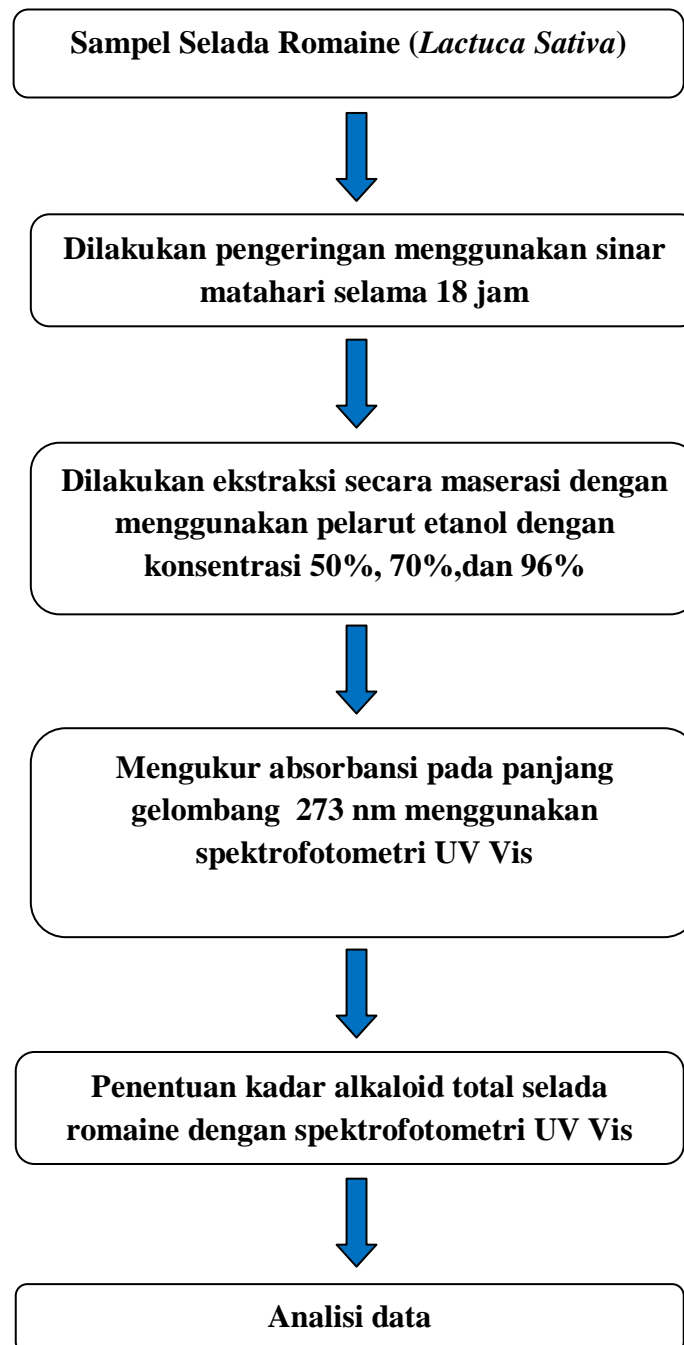 Sampel Selada Romaine (Lactuca Sativa)
Dilakukan pengeringan menggunakan sinar
matahari selama 18 jam
Dilakukan ekstraksi secara maserasi dengan
menggunakan pelarut etanol dengan
konsentrasi 50%, 70%,dan 96%
Mengukur absorbansi pada panjang
gelombang 273 nm menggunakan
spektrofotometri UV Vis
Penentuan kadar alkaloid total selada
romaine dengan spektrofotometri UV Vis
Analisi data